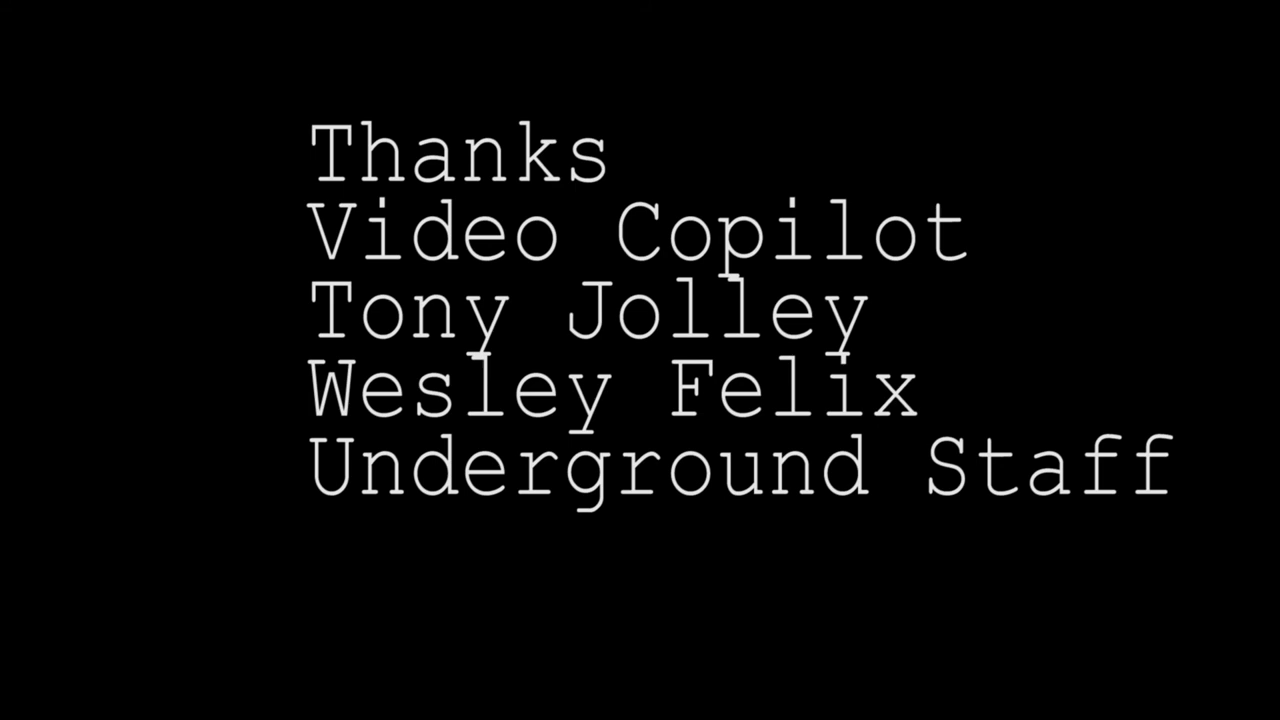 Thanks
Video Copilot
Tony Jolley
Wesley Felix
Underground Staff